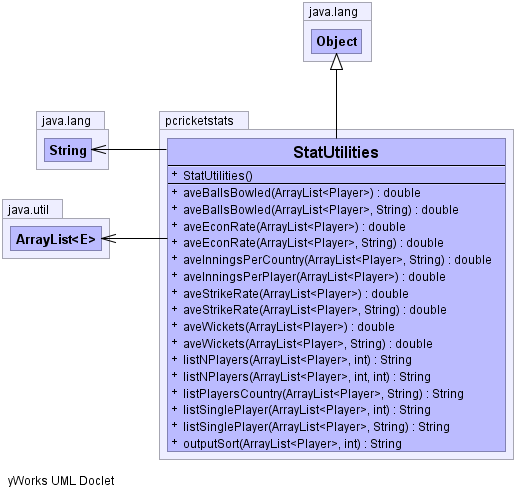 java.lang
Object
java.lang
String
pcricketstats
StatUtilities
+ StatUtilities()
+ aveBallsBowled(ArrayList<Player>) : double
+ aveBallsBowled(ArrayList<Player>, String) : double
+ aveEconRate(ArrayList<Player>) : double
+ aveEconRate(ArrayList<Player>, String) : double
+ aveInningsPerCountry(ArrayList<Player>, String) : double
+ aveInningsPerPlayer(ArrayList<Player>) : double
+ aveStrikeRate(ArrayList<Player>) : double
+ aveStrikeRate(ArrayList<Player>, String) : double
+ aveWickets(ArrayList<Player>) : double
+ aveWickets(ArrayList<Player>, String) : double
+ listNPlayers(ArrayList<Player>, int) : String
+ listNPlayers(ArrayList<Player>, int, int) : String
+ listPlayersCountry(ArrayList<Player>, String) : String
+ listSinglePlayer(ArrayList<Player>, int) : String
+ listSinglePlayer(ArrayList<Player>, String) : String
+ outputSort(ArrayList<Player>, int) : String
java.util
ArrayList<E>
yWorks UML Doclet